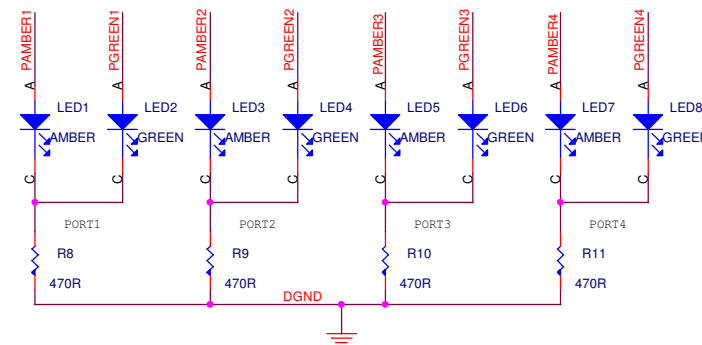 PAMBER1 PGREEN1 PAMBER2 PGREEN2 PAMBER3 PGREEN3 PAMBER4 PGREEN4
A A A A A A A A
LED1 LED2 LED3 LED4 LED5 LED6 LED7 LED8
AMBER GREEN AMBER GREEN AMBER GREEN AMBER GREEN
C C C C C C C C
PORT1 PORT2 PORT3 PORT4
R8 R9 R10 R11
470R 470R 470R 470R
DGND